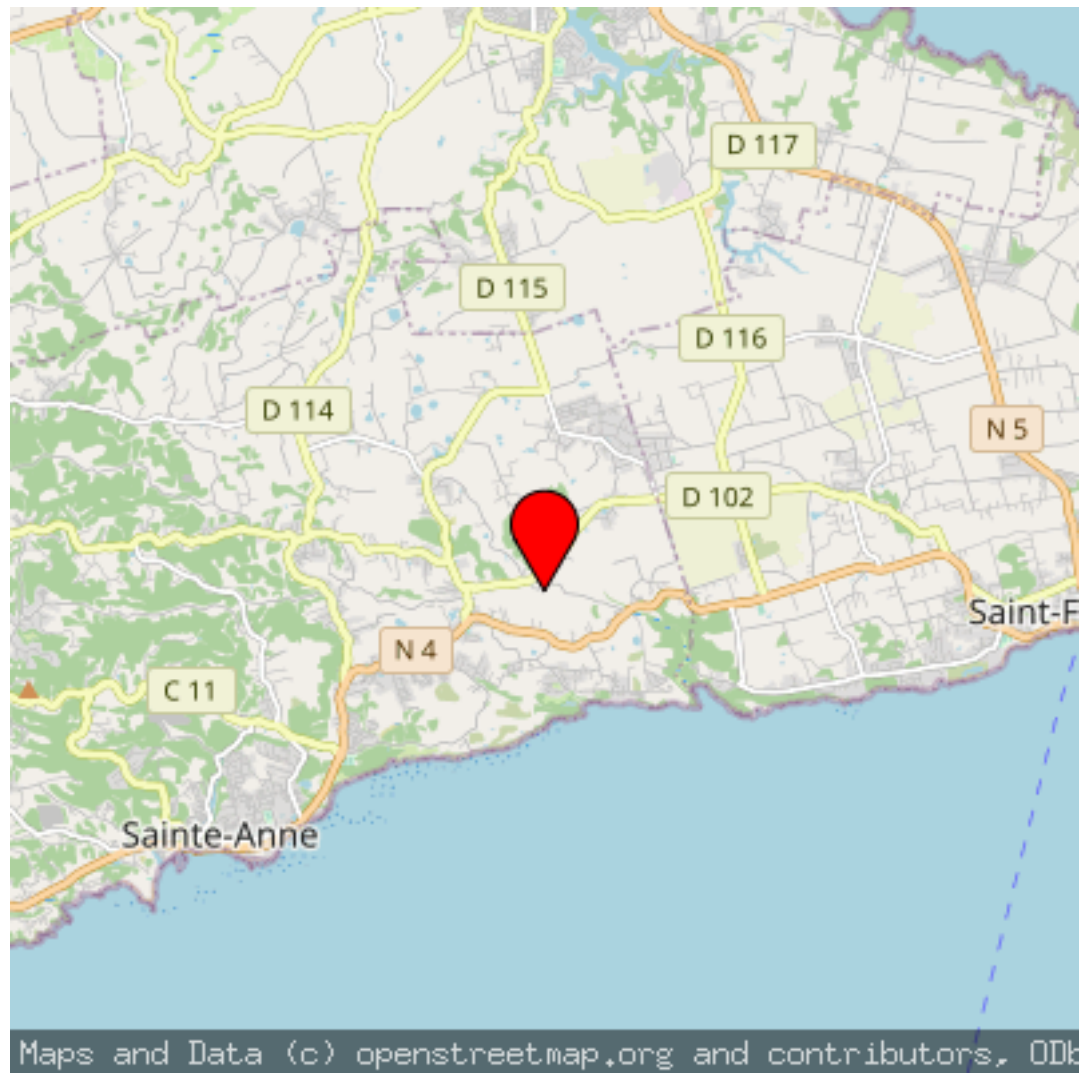 D 117
D 115
D 116
D 114
N 5
D 102
Saint-F
N 4
C 11
Sainte-Anne
Maps and Data (c) openstreetmap.org and contributors, ODb